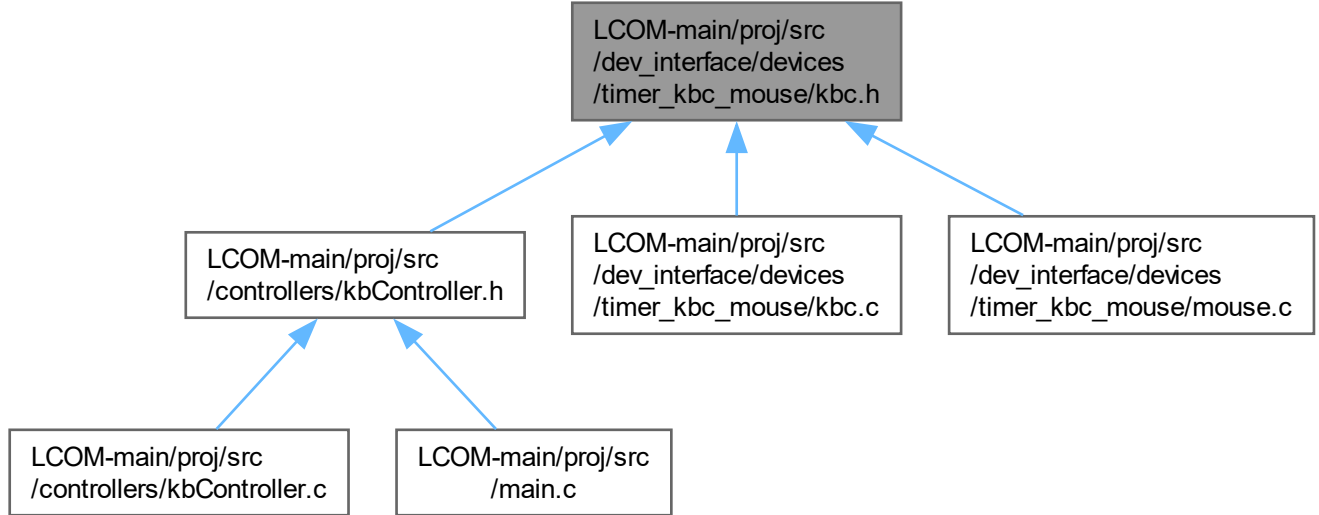 LCOM-main/proj/src
/dev_interface/devices
/timer_kbc_mouse/kbc.h
LCOM-main/proj/src
/controllers/kbController.h
LCOM-main/proj/src
/dev_interface/devices
/timer_kbc_mouse/kbc.c
LCOM-main/proj/src
/dev_interface/devices
/timer_kbc_mouse/mouse.c
LCOM-main/proj/src
/controllers/kbController.c
LCOM-main/proj/src
/main.c